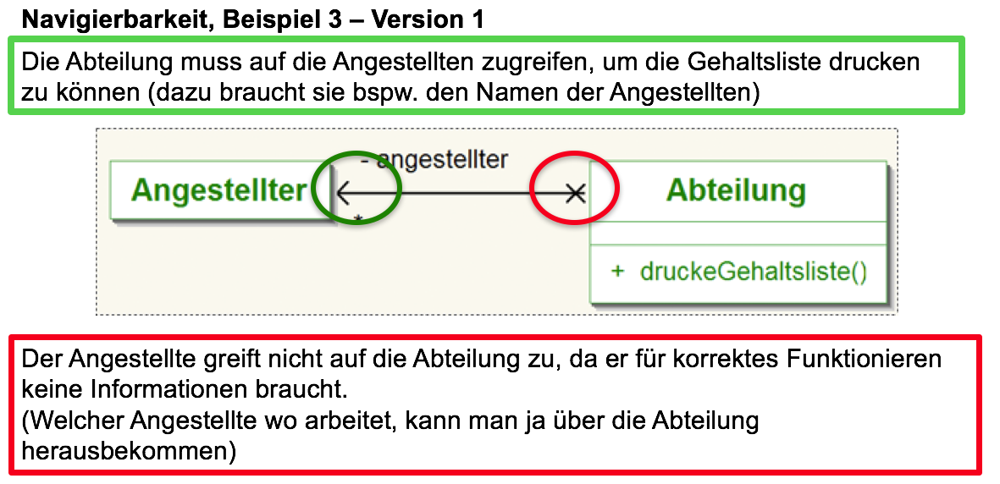 Navigierbarkeit, Beispiel 3 – Version 1
Die Abteilung muss auf die Angestellten zugreifen, um die Gehaltsliste drucken
zu können (dazu braucht sie bspw. den Namen der Angestellten)
- angestellter
Angestellter
*
Abteilung
+ druckeGehaltsliste()
Der Angestellte greift nicht auf die Abteilung zu, da er für korrektes Funktionieren
keine Informationen braucht.
(Welcher Angestellte wo arbeitet, kann man ja über die Abteilung
herausbekommen)